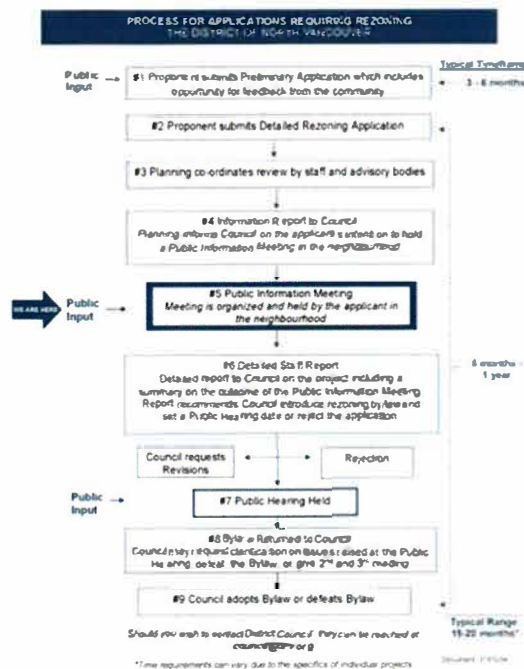 PROCESS FOR APPLICATIONS REQUIRING REZONING
THE DISTRICT OF NORTH VANCOUVER
Typical Timeframe
Public
Input
#1 Proponent submits Preliminary Application which includes
opportunity for feedback from the community
3 - 6 months
#2 Proponent submits Detailed Rezoning Application
#3 Planning co-ordinates review by staff and advisory bodies
#4 Information Report to Council
Planning informs Council on the applicant's intention to hold
a Public Information Meeting in the neighbourhood
WE ARE HERE
Public
Input
#5 Public Information Meeting
Meeting is organized and held by the applicant in
the neighbourhood
#6 Detailed Staff Report
Detailed report to Council on the project including a
summary on the outcome of the Public Information Meeting
Report recommends Council introduce rezoning bylaw and
set a Public Hearing date or reject the application
months -
1 year
Council requests
Revisions
Rejection
Public
Input
#7 Public Hearing Held
#8 Bylaw Returned to Council
Council may request clarification on issues raised at the Public
Hearing, defeat the Bylaw, or give 2nd and 3rd reading
#9 Council adopts Bylaw or defeats Bylaw
Typical Range
months*
Should you wish to contact District Council they can be reached at
*Time requirements can vary due to the specifics of individual projects
Document